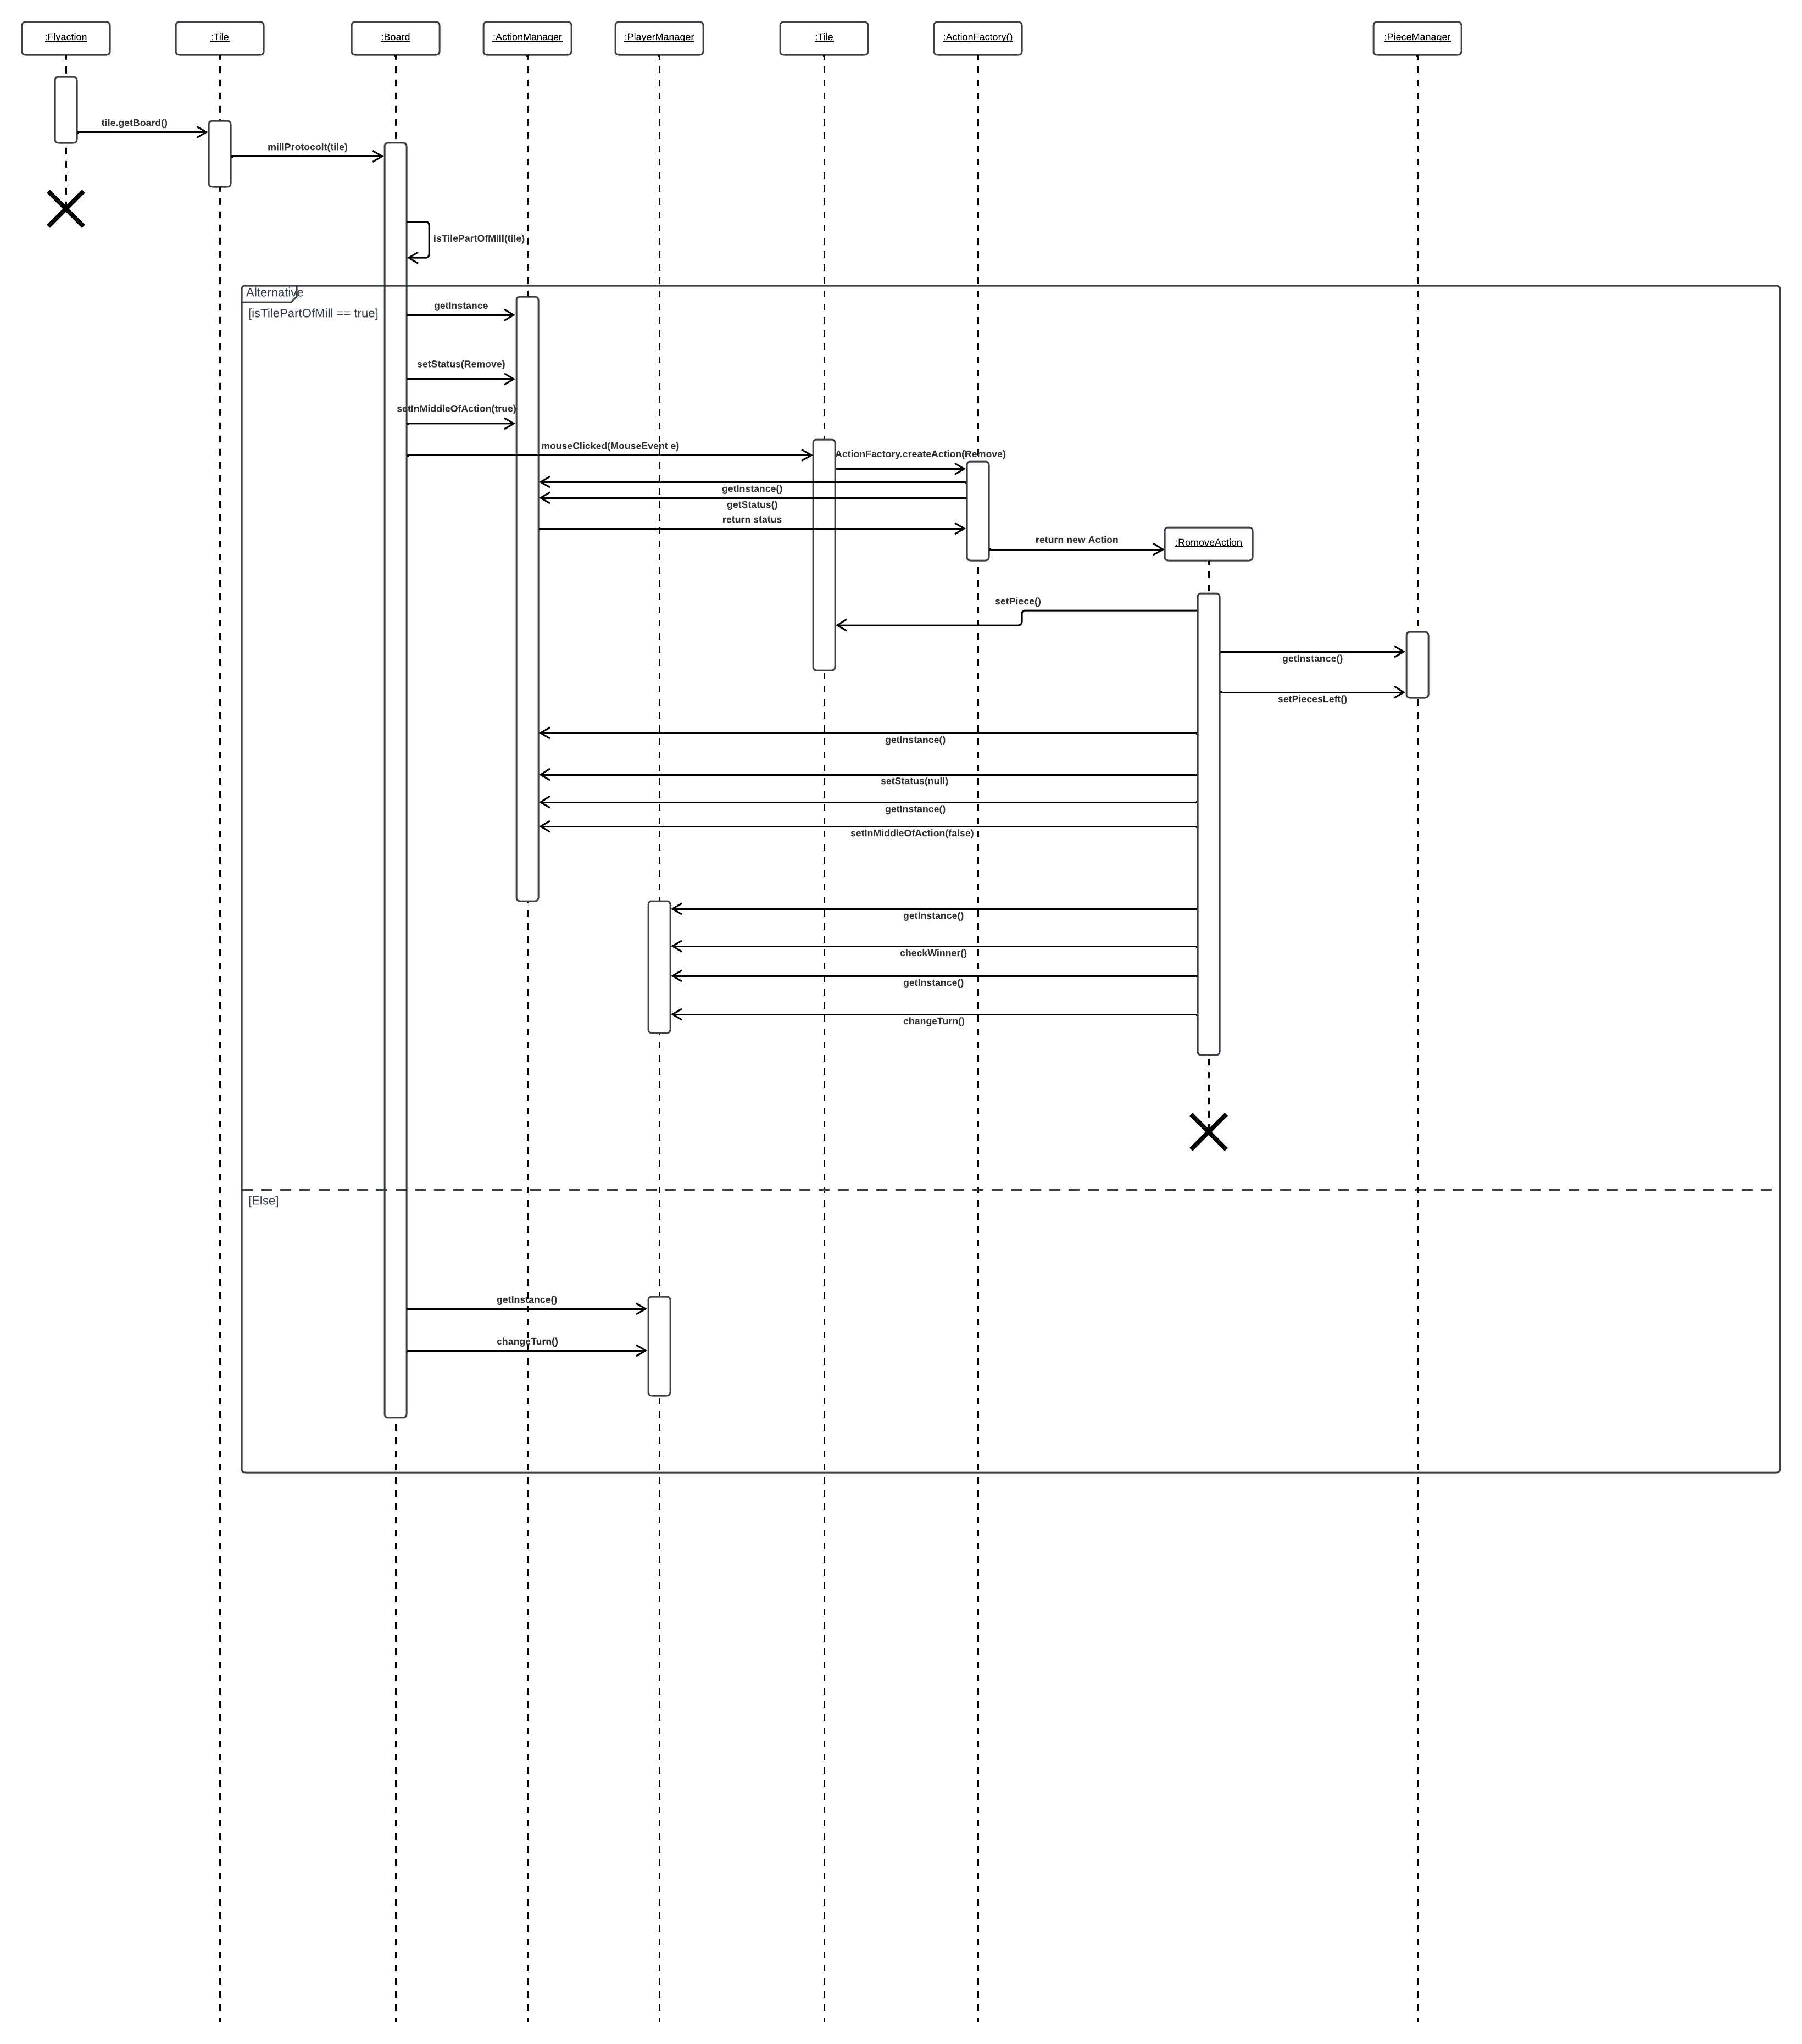 :Flyaction
:Tile
:Board
:ActionManager
:PlayerManager
:Tile
:ActionFactory()
:PieceManager
tile.getBoard()
millProtocolt(tile)
isTilePartOfMill(tile)
Alternative
[isTilePartOfMill == true]
getInstance
setStatus(Remove)
setInMiddleOfAction(true)
mouseClicked(MouseEvent e)
ActionFactory.createAction(Remove)
getInstance()
getStatus()
return status
return new Action
:RomoveAction
setPiece()
getInstance()
setPiecesLeft()
getInstance()
setStatus(null)
getInstance()
setInMiddleOfAction(false)
getInstance()
checkWinner()
getInstance()
changeTurn()
[Else]
getInstance()
changeTurn()